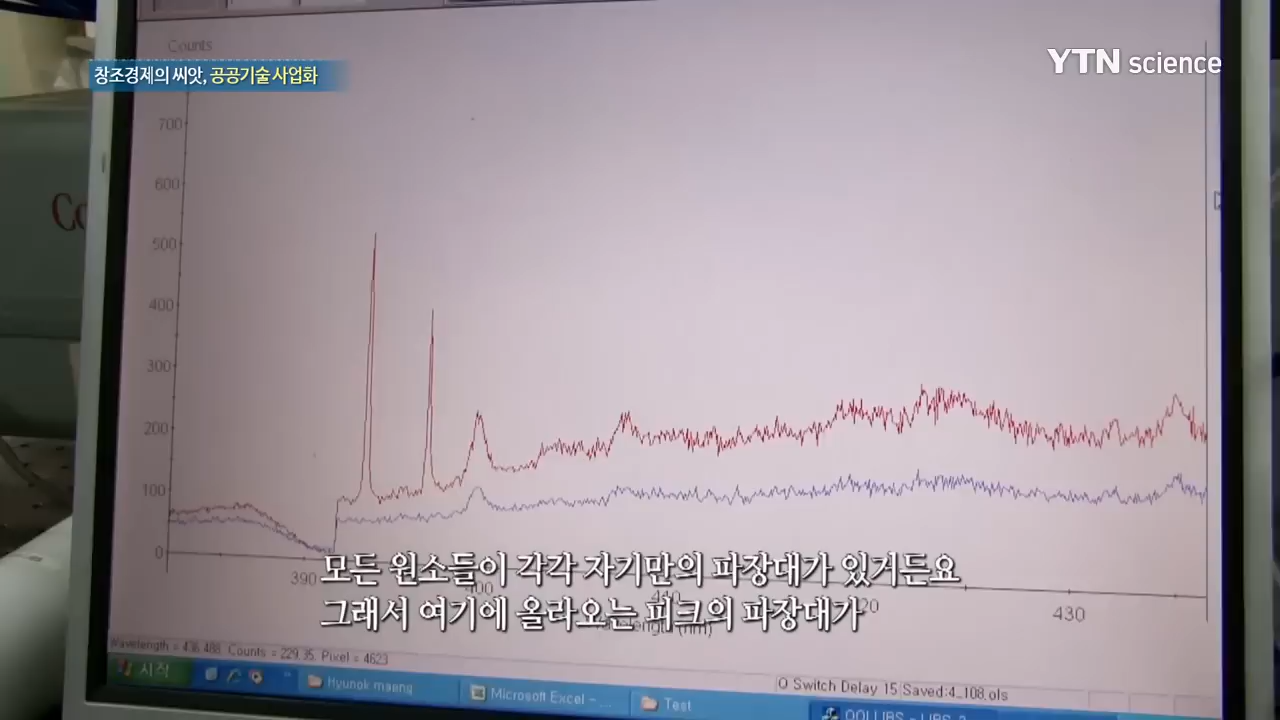 Counts
창조경제의 씨앗, 공공기술 사업화
YTN science
700
600
500
400
300
200
100
0
390
400
410
430
모든 원소들이 각각 자기만의 파장대가 있거든요
그래서 여기에 올라오는 피크의 파장대가
(nm)
Wavelength = 436.488 Counts = 229.35 Pixel = 4623
Q Switch Delay 15 Saved:4_108.ols
시작
Hyunok maeng
Microsoft Excel -
Test